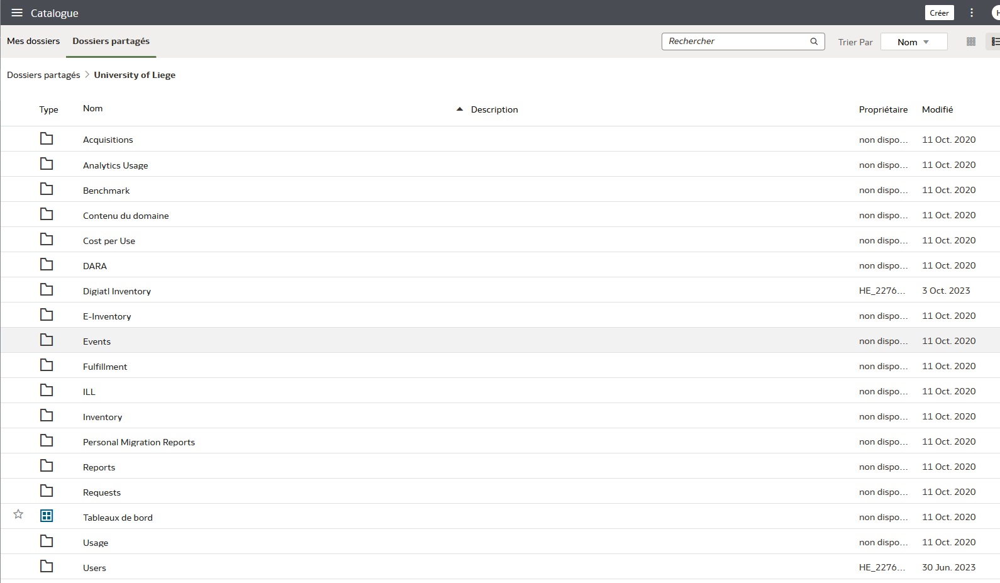 Catalogue Créer H
Mes dossiers Dossiers partagés Rechercher Trier Par Nom
Dossiers partagés > University of Liege
Type Nom Description Propriétaire Modifié
Acquisitions non dispo... 11 Oct. 2020
Analytics Usage non dispo... 11 Oct. 2020
Benchmark non dispo... 11 Oct. 2020
Contenu du domaine non dispo... 11 Oct. 2020
Cost per Use non dispo... 11 Oct. 2020
DARA non dispo... 11 Oct. 2020
Digiatl Inventory HE_2276... 3 Oct. 2023
E-Inventory non dispo... 11 Oct. 2020
Events non dispo... 11 Oct. 2020
Fulfillment non dispo... 11 Oct. 2020
ILL non dispo... 11 Oct. 2020
Inventory non dispo... 11 Oct. 2020
Personal Migration Reports non dispo... 11 Oct. 2020
Reports non dispo... 11 Oct. 2020
Requests non dispo... 11 Oct. 2020
Tableaux de bord non dispo... 11 Oct. 2020
Usage non dispo... 11 Oct. 2020
Users HE_2276... 30 Jun. 2023